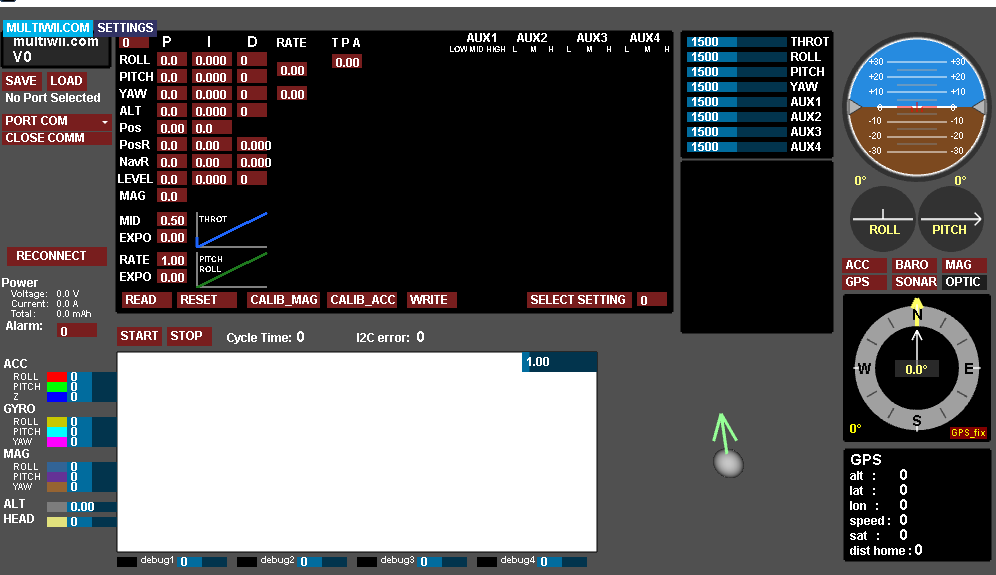 MULTIWII.COM SETTINGS
multiwii.com
V0
SAVE LOAD
No Port Selected
PORT COM
CLOSE COMM
RECONNECT
Power
Voltage: 0.0 V
Current: 0.0 A
Total: 0.0 mAh
Alarm: 0
0 P I D RATE T P A
ROLL 0.0 0.000 0
0.00
0.00
PITCH 0.0 0.000 0
YAW 0.0 0.000 0 0.00
ALT 0.0 0.000 0
Pos 0.00 0.0
PosR 0.0 0.00 0.000
NavR 0.0 0.00 0.000
LEVEL 0.0 0.000 0
MAG 0.0
MID 0.50
EXPO 0.00
THROT
RATE 1.00
EXPO 0.00
PITCH
ROLL
AUX1 AUX2 AUX3 AUX4
LOW MID HIGH L M H L M H L M H
READ RESET CALIB_MAG CALIB_ACC WRITE SELECT SETTING 0
1500 THROT
1500 ROLL
1500 PITCH
1500 YAW
1500 AUX1
1500 AUX2
1500 AUX3
1500 AUX4
+30 +30
+20 +20
+10 +10
0 0
-10 -10
-20 -20
-30 -30
0° 0°
ROLL PITCH
ACC BARO MAG
GPS SONAR OPTIC
N
W 0.0° E
S
0° GPS_fix
GPS
alt : 0
lat : 0
lon : 0
speed : 0
sat : 0
dist home : 0
START STOP Cycle Time: 0 I2C error: 0
1.00
ACC
ROLL 0
PITCH 0
Z 0
GYRO
ROLL 0
PITCH 0
YAW 0
MAG
ROLL 0
PITCH 0
YAW 0
ALT 0.00
HEAD 0
debug1 0 debug2 0 debug3 0 debug4 0